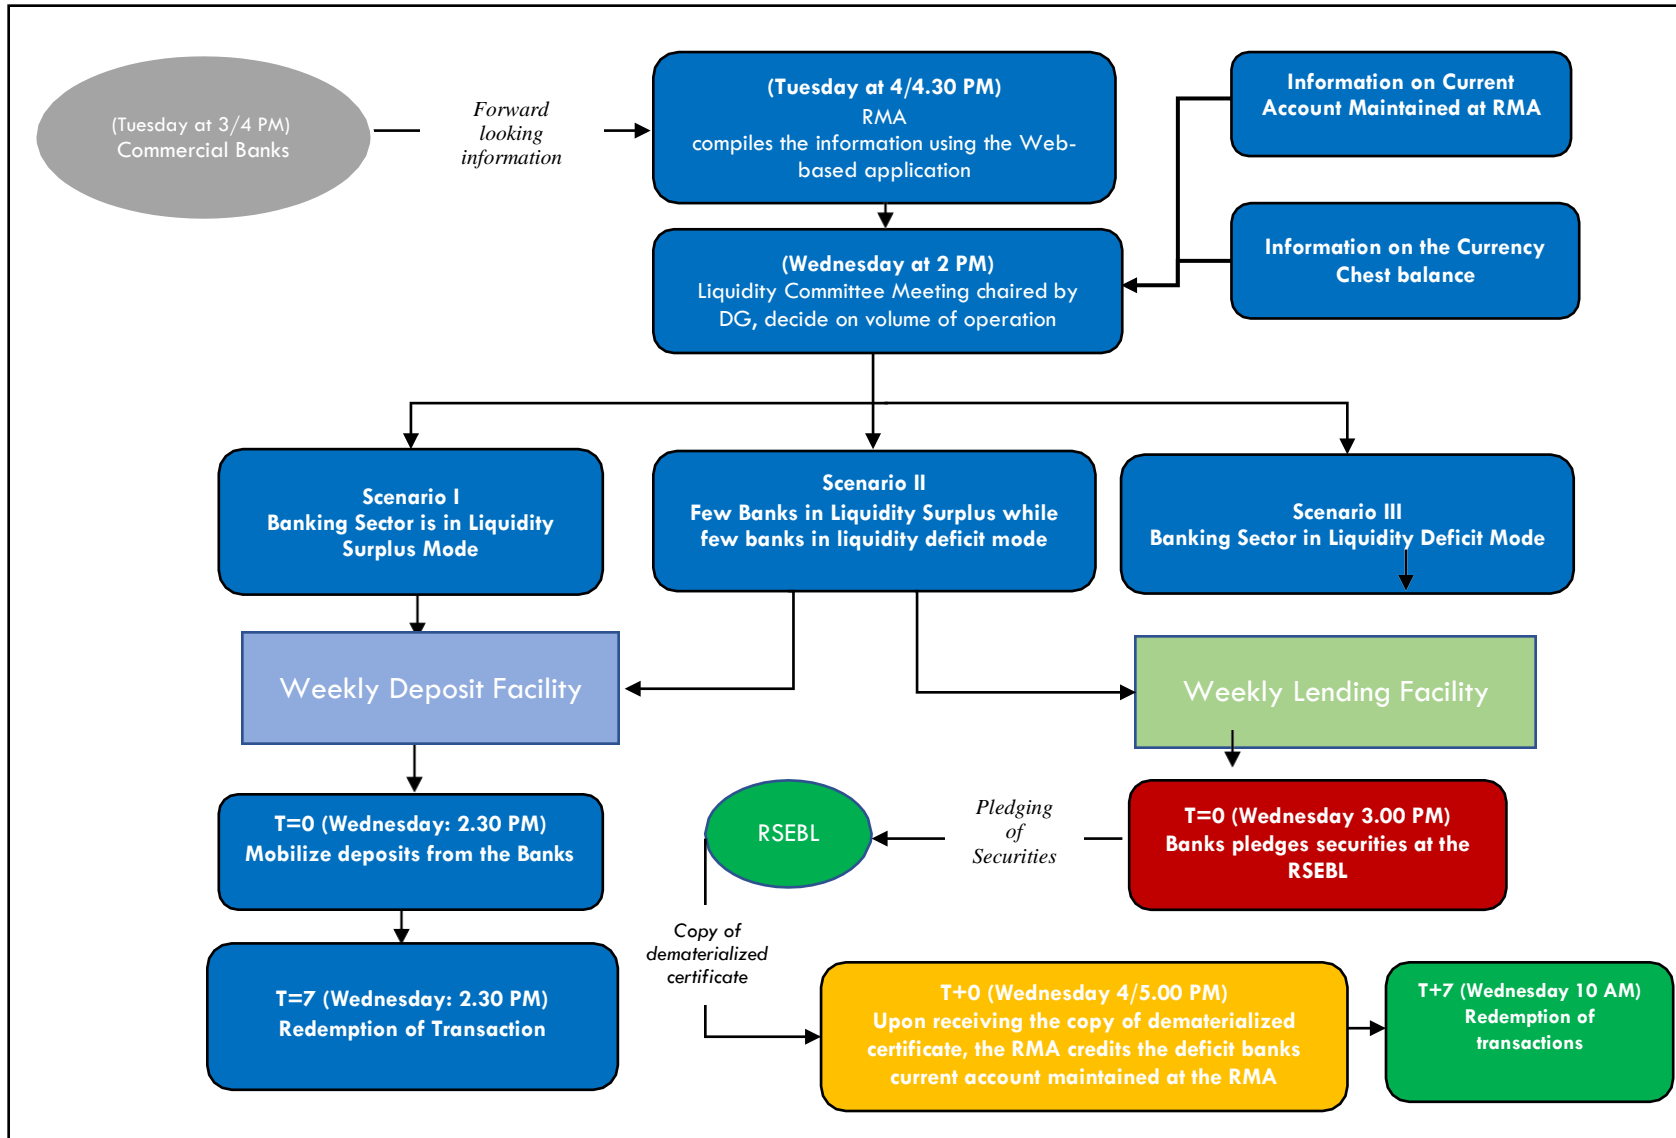 (Tuesday at 3/4 PM)
Commercial Banks
Forward
looking
information
(Tuesday at 4/4.30 PM)
RMA
compiles the information using the Web-
based application
Information on Current
Account Maintained at RMA
Information on the Currency
Chest balance
(Wednesday at 2 PM)
Liquidity Committee Meeting chaired by
DG, decide on volume of operation
Scenario I
Banking Sector is in Liquidity
Surplus Mode
Scenario II
Few Banks in Liquidity Surplus while
few banks in liquidity deficit mode
Scenario III
Banking Sector in Liquidity Deficit Mode
Weekly Deposit Facility
Weekly Lending Facility
T=0 (Wednesday: 2.30 PM)
Mobilize deposits from the Banks
RSEBL
Pledging
of
Securities
T=0 (Wednesday 3.00 PM)
Banks pledges securities at the
RSEBL
Copy of
dematerialized
certificate
T=7 (Wednesday: 2.30 PM)
Redemption of Transaction
T+0 (Wednesday 4/5.00 PM)
Upon receiving the copy of dematerialized
certificate, the RMA credits the deficit banks
current account maintained at the RMA
T+7 (Wednesday 10 AM)
Redemption of
transactions